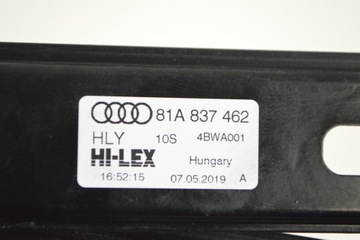 81A 837 462
HLY 10S 4BWA001
HI-LEX Hungary
16:52:15 07.05.2019 A